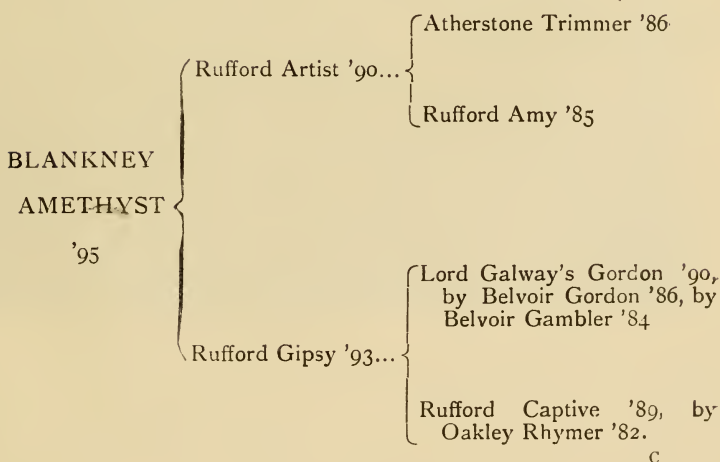 Atherstone Trimmer '86
Rufford Artist '90...
Rufford Amy '85
BLANKNEY
AMETHYST
'95
Lord Galway's Gordon '90,
by Belvoir Gordon '86, by
Belvoir Gambler '84
Rufford Gipsy '93...
Rufford Captive '89, by
Oakley Rhymer '82.
C